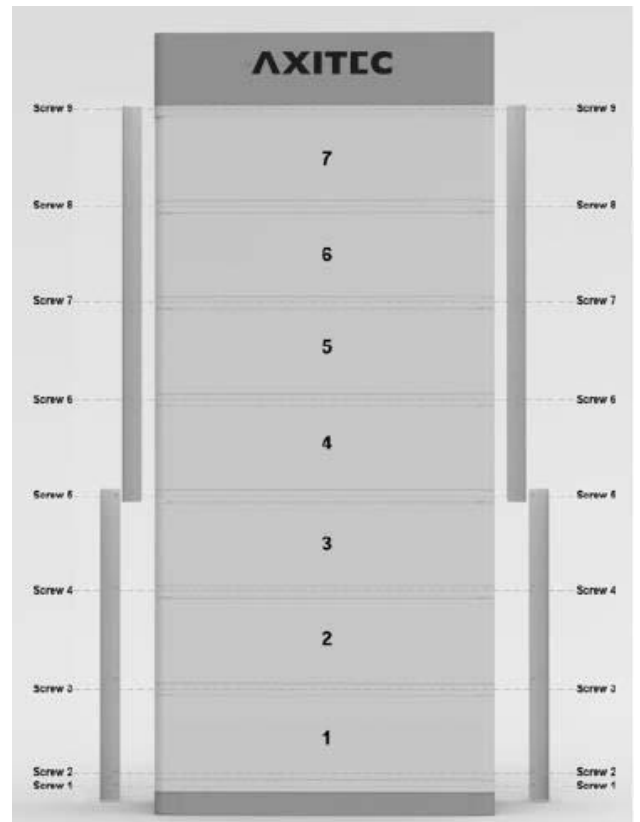 AXITEC
Screw 9 Screw 9
7
Screw 8 Screw 8
6
Screw 7 Screw 7
5
Screw 6 Screw 6
4
Screw 5 Screw 5
3
Screw 4 Screw 4
2
Screw 3 Screw 3
1
Screw 2 Screw 2
Screw 1 Screw 1